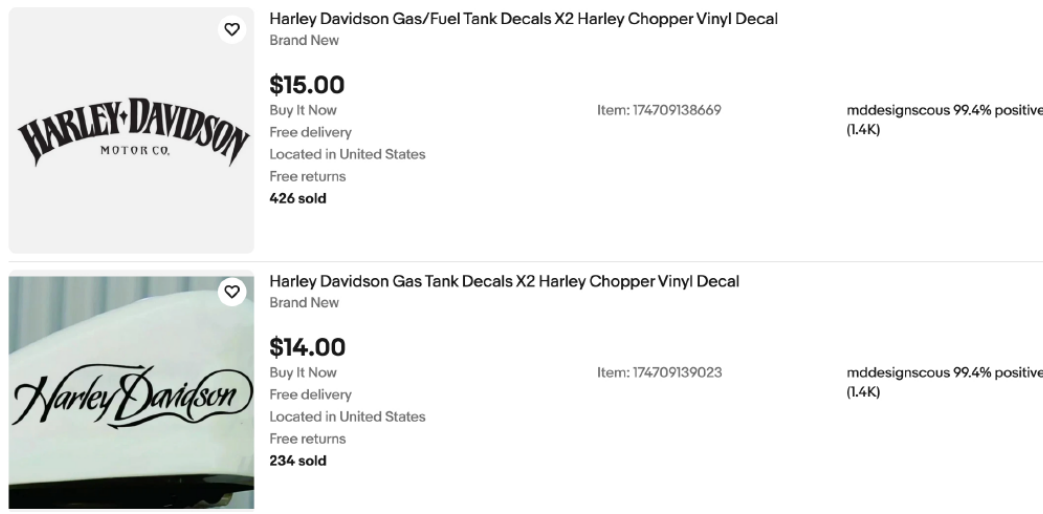 HARLEY-DAVIDSON
MOTOR CO.
Harley Davidson Gas/Fuel Tank Decals X2 Harley Chopper Vinyl Decal
Brand New
$15.00
Buy It Now
Item: 174709138669
mddesignscous 99.4% positive
Free delivery
(1.4K)
Located in United States
Free returns
426 sold
Harley Davidson
Harley Davidson Gas Tank Decals X2 Harley Chopper Vinyl Decal
Brand New
$14.00
Buy It Now
Item: 174709139023
mddesignscous 99.4% positive
Free delivery
(1.4K)
Located in United States
Free returns
234 sold